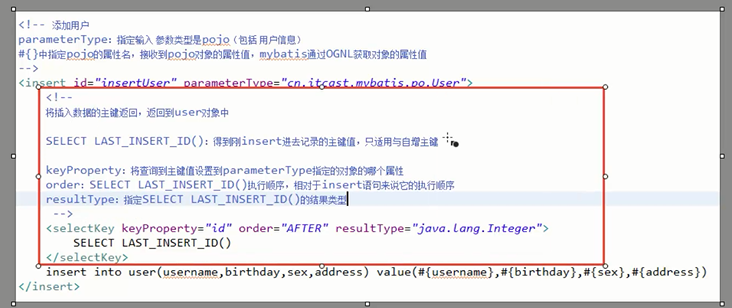 <!-- 添加用户
parameterType：指定输入 参数类型是pojo（包括 用户信息）
#{}中指定pojo的属性名，接收到pojo对象的属性值，mybatis通过OGNL获取对象的属性值
-->
<insert id="insertUser" parameterType="cn.itcast.mybatis.po.User">
<!--
将插入数据的主键返回，返回到user对象中
SELECT LAST_INSERT_ID()：得到刚insert进去记录的主键值，只适用与自增主键
keyProperty：将查询到主键值设置到parameterType指定的对象的哪个属性
order：SELECT LAST_INSERT_ID()执行顺序，相对于insert语句来说它的执行顺序
resultType：指定SELECT LAST_INSERT_ID()的结果类型
-->
<selectKey keyProperty="id" order="AFTER" resultType="java.lang.Integer">
SELECT LAST_INSERT_ID()
</selectKey>
insert into user(username,birthday,sex,address) value(#{username},#{birthday},#{sex},#{address})
</insert>